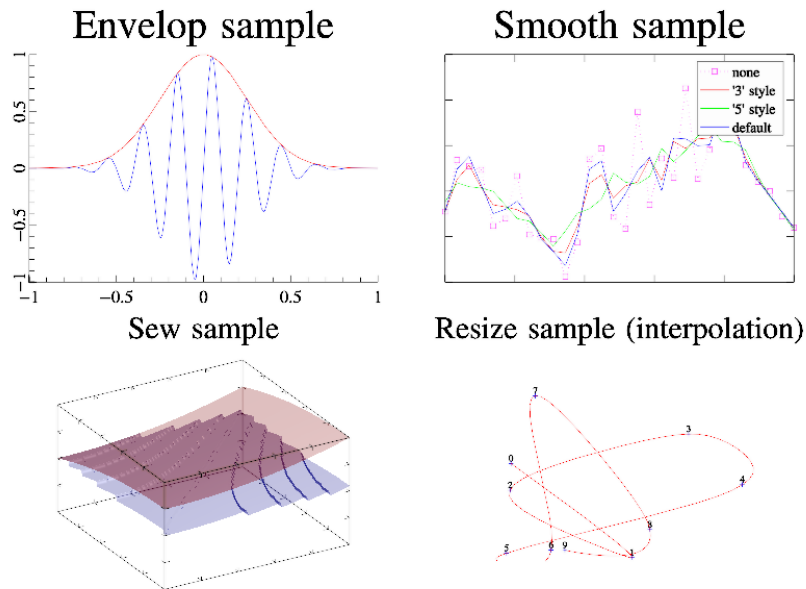 Envelop sample
Smooth sample
1
0.5
0
−0.5
−1
−1
−0.5
0
0.5
1
none
'3' style
'5' style
default
Sew sample
Resize sample (interpolation)
7
3
0
2
4
8
5
6
9
1